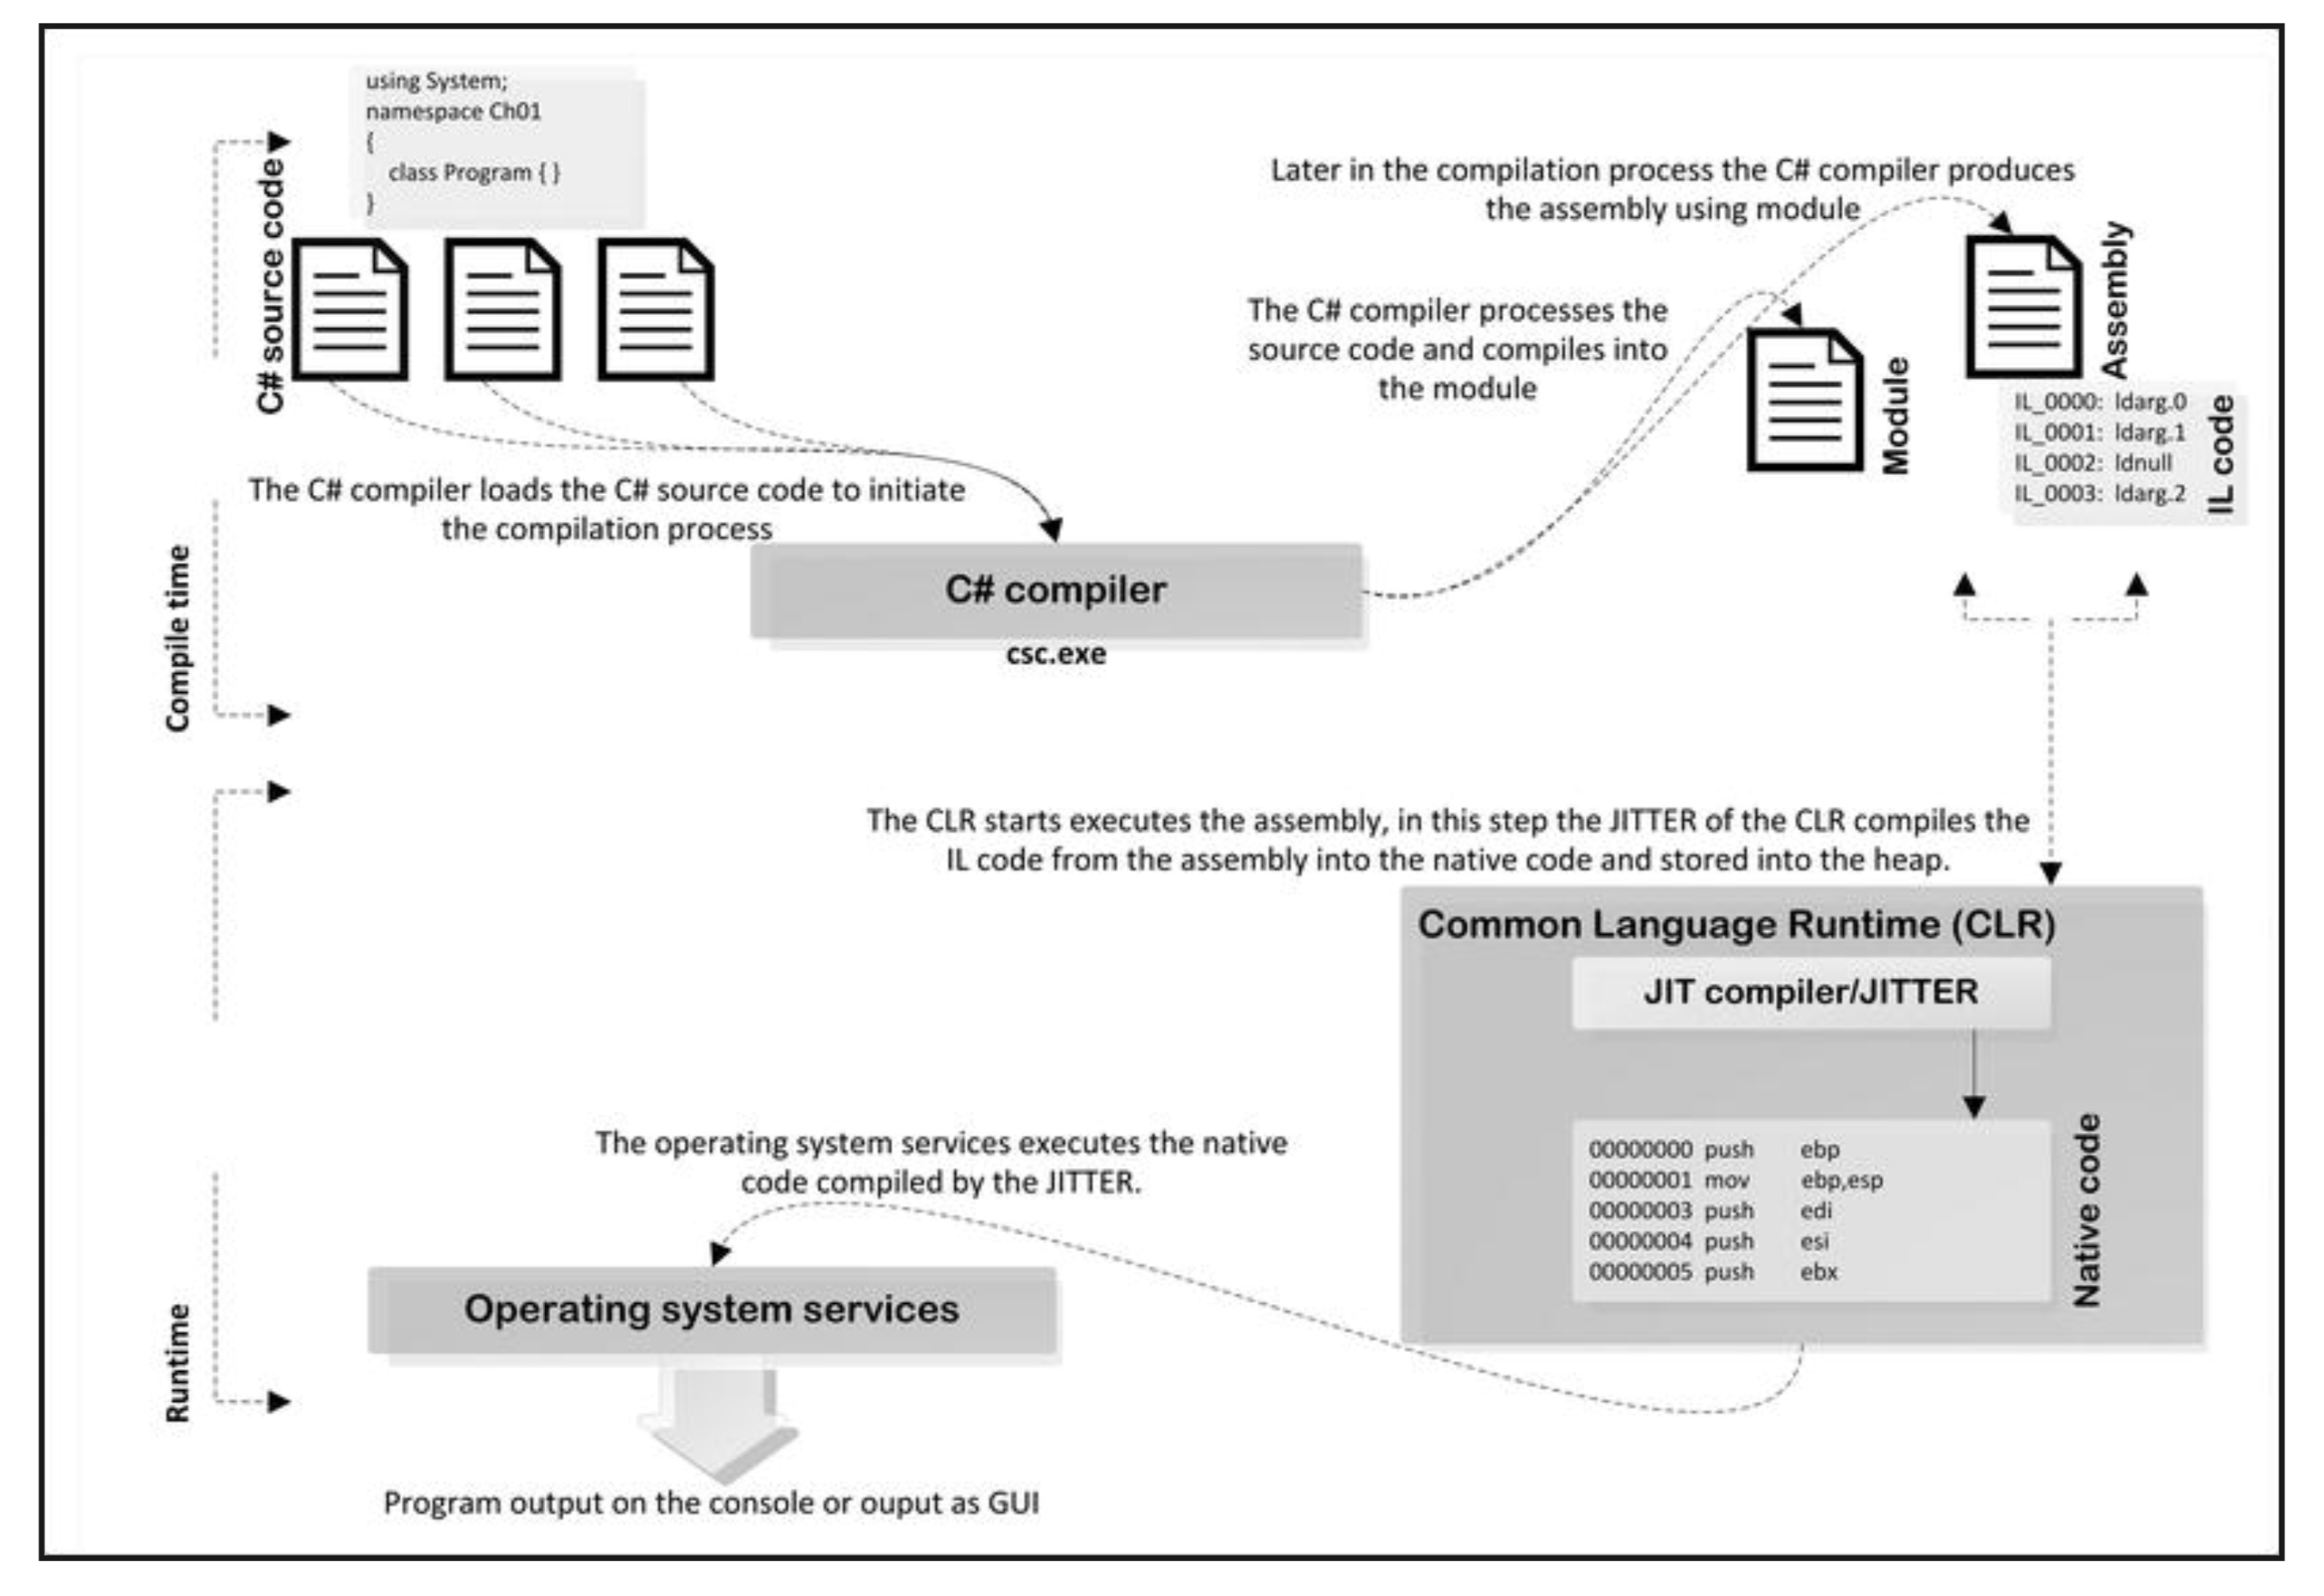 using System;
namespace Ch01
{
class Program { }
}
C# source code
Later in the compilation process the C# compiler produces
the assembly using module
Assembly
The C# compiler processes the
source code and compiles into
the module
Module
IL_0000: ldarg.0
IL_0001: ldarg.1
IL_0002: ldnull
IL_0003: ldarg.2
IL code
The C# compiler loads the C# source code to initiate
the compilation process
C# compiler
csc.exe
Compile time
The CLR starts executes the assembly, in this step the JITTER of the CLR compiles the
IL code from the assembly into the native code and stored into the heap.
Common Language Runtime (CLR)
JIT compiler/JITTER
00000000 push ebp
00000001 mov ebp,esp
00000003 push edi
00000004 push esi
00000005 push ebx
Native code
The operating system services executes the native
code compiled by the JITTER.
Operating system services
Runtime
Program output on the console or ouput as GUI